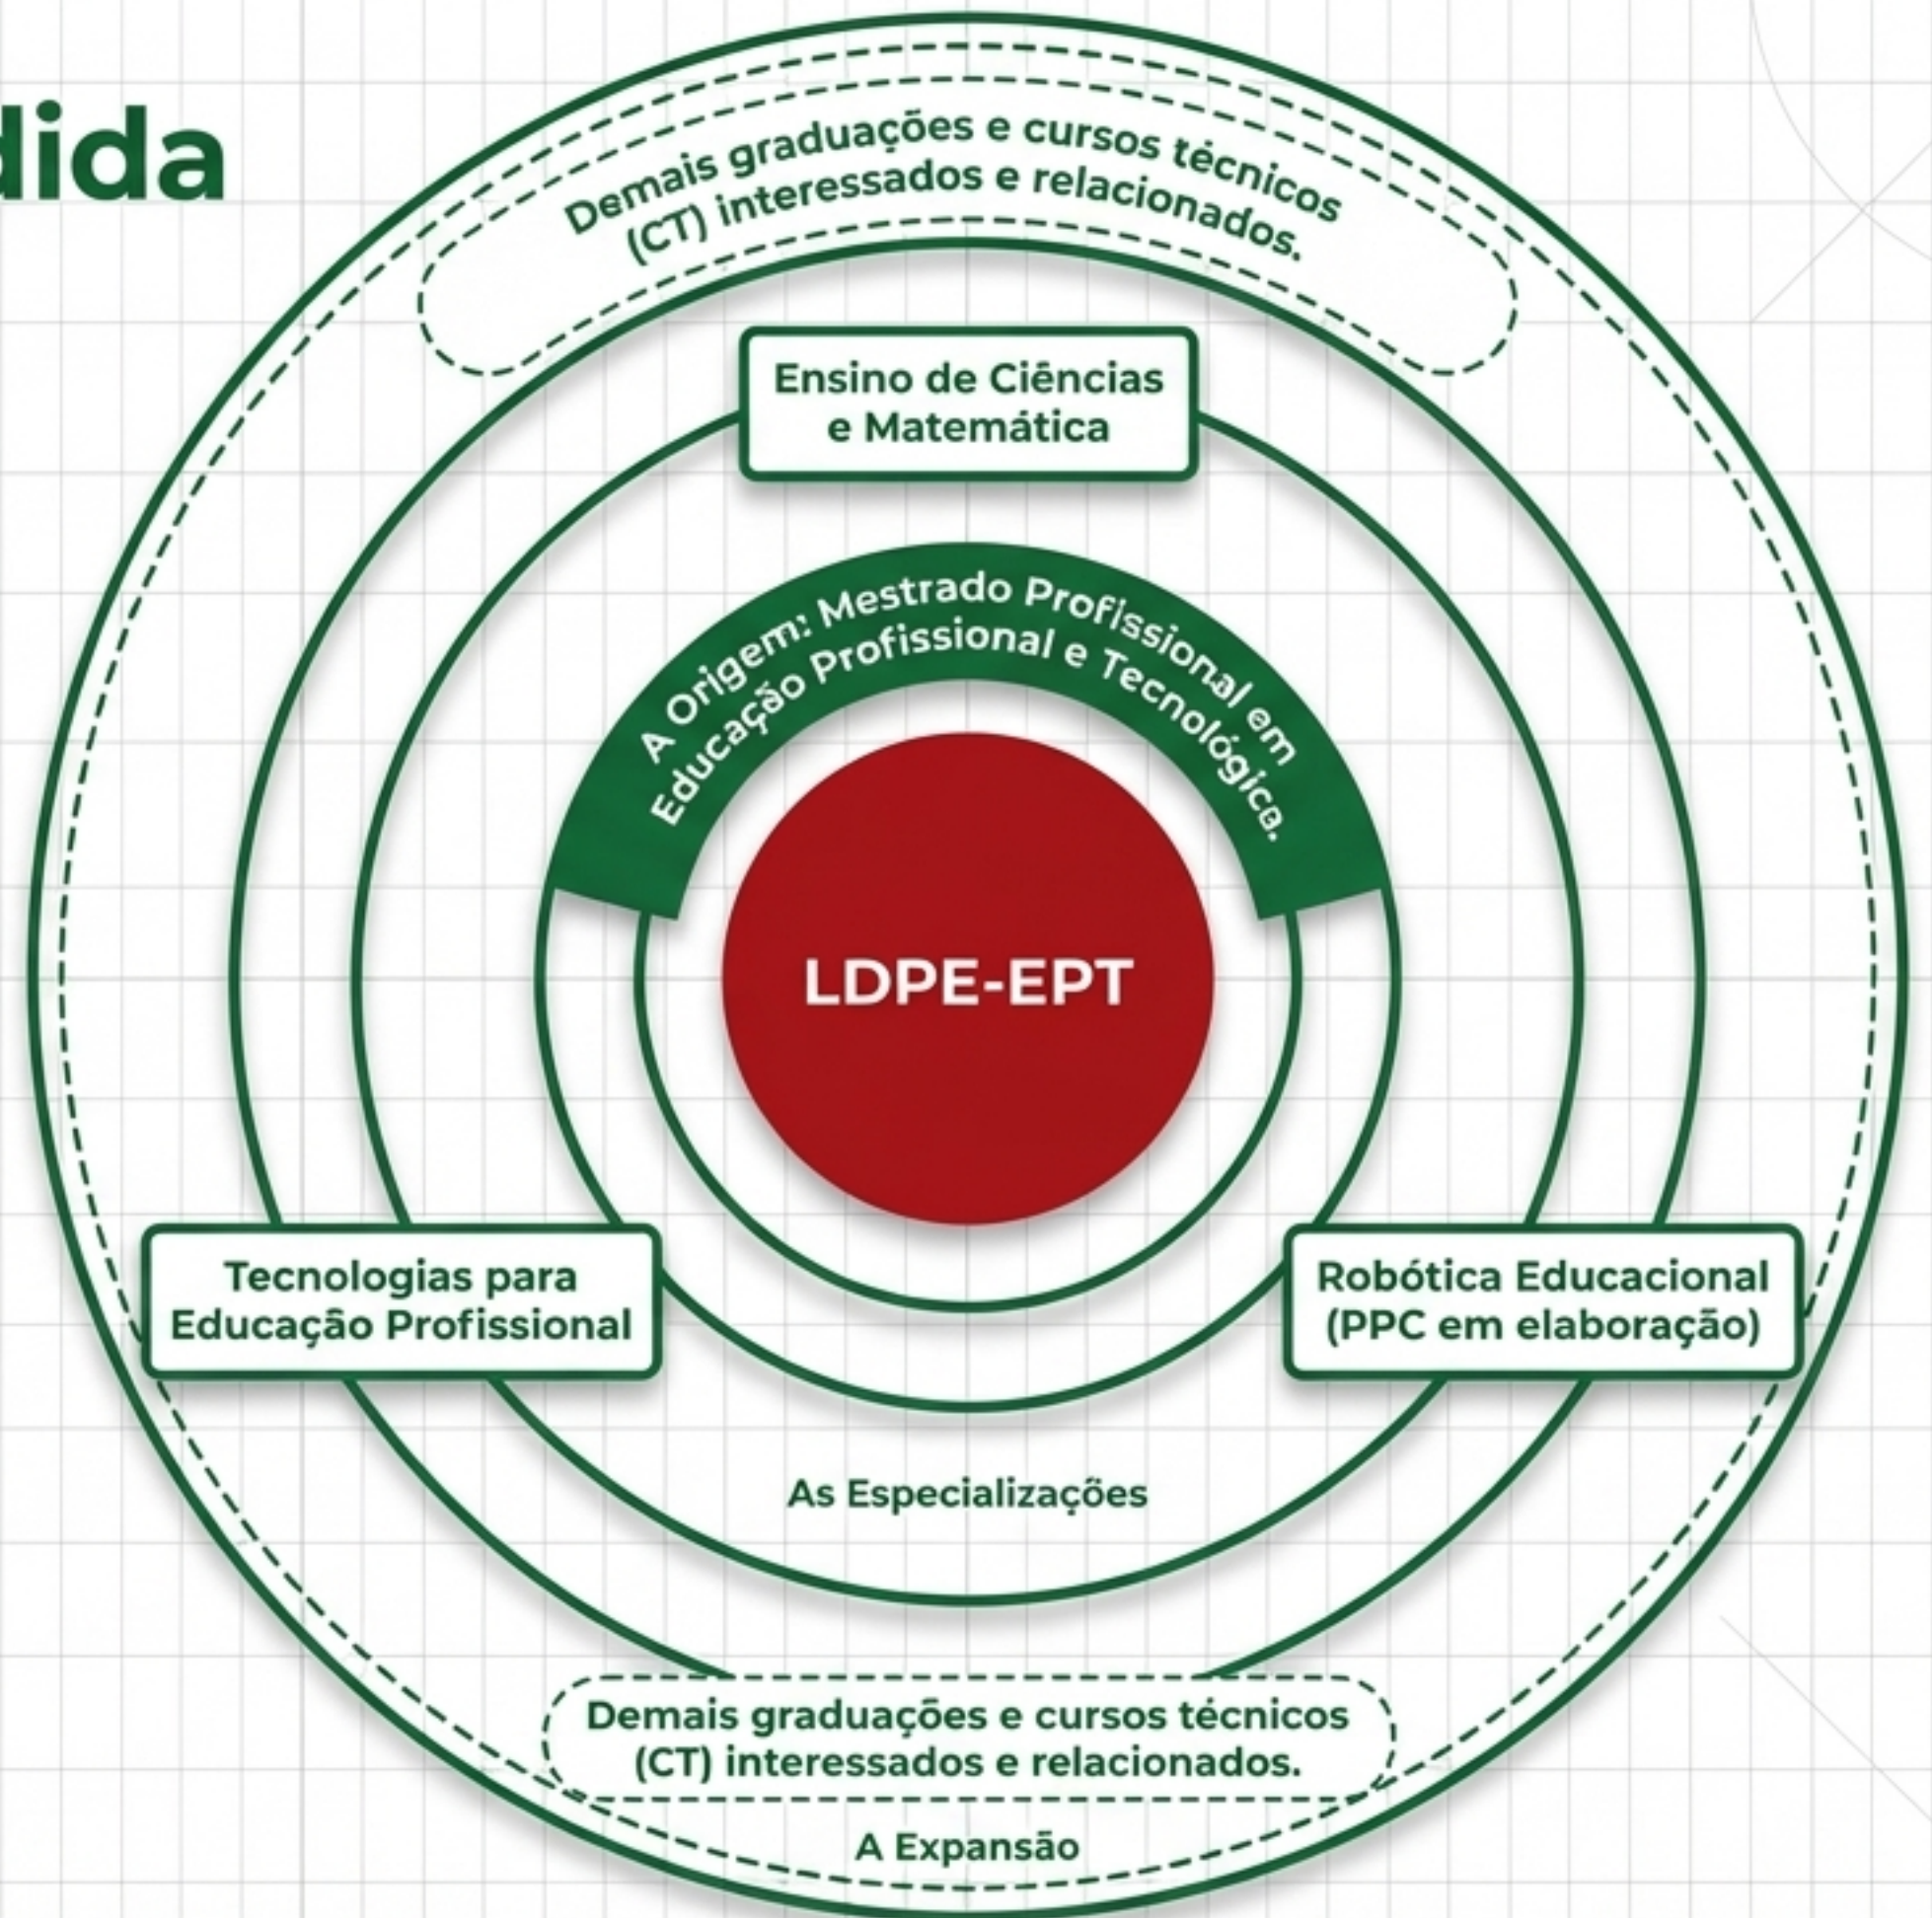 dida
Demais graduações e cursos técnicos
(CT) interessados e relacionados.
Ensino de Ciências
e Matemática
A Origem: Mestrado Profissional em
Educação Profissional e Tecnológica.
LDPE-EPT
Tecnologias para
Educação Profissional
Robótica Educacional
(PPC em elaboração)
As Especializações
Demais graduações e cursos técnicos
(CT) interessados e relacionados.
A Expansão